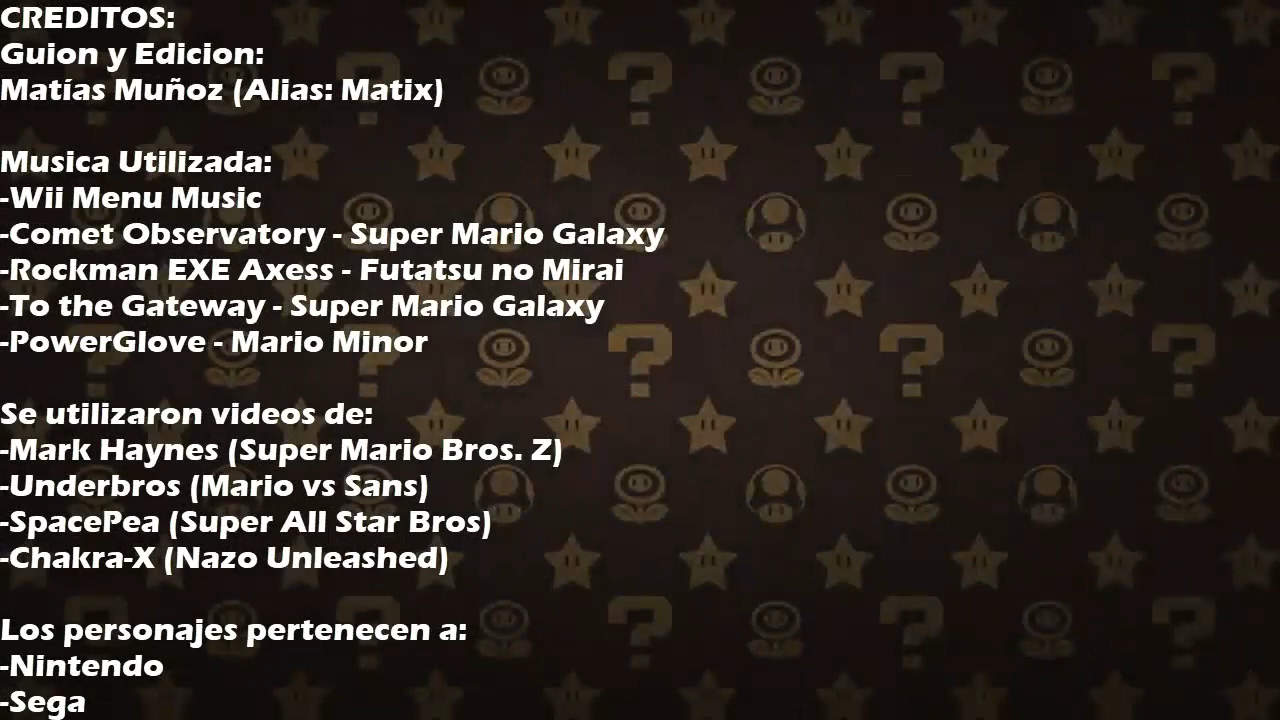 CREDITOS:
Guion y Edicion:
Matías Muñoz (Alias: Matix)
Musica Utilizada:
-Wii Menu Music
-Comet Observatory - Super Mario Galaxy
-Rockman EXE Axess - Futatsu no Mirai
-To the Gateway - Super Mario Galaxy
-PowerGlove - Mario Minor
Se utilizaron videos de:
-Mark Haynes (Super Mario Bros. Z)
-Underbros (Mario vs Sans)
-SpacePea (Super All Star Bros)
-Chakra-X (Nazo Unleashed)
Los personajes pertenecen a:
-Nintendo
-Sega